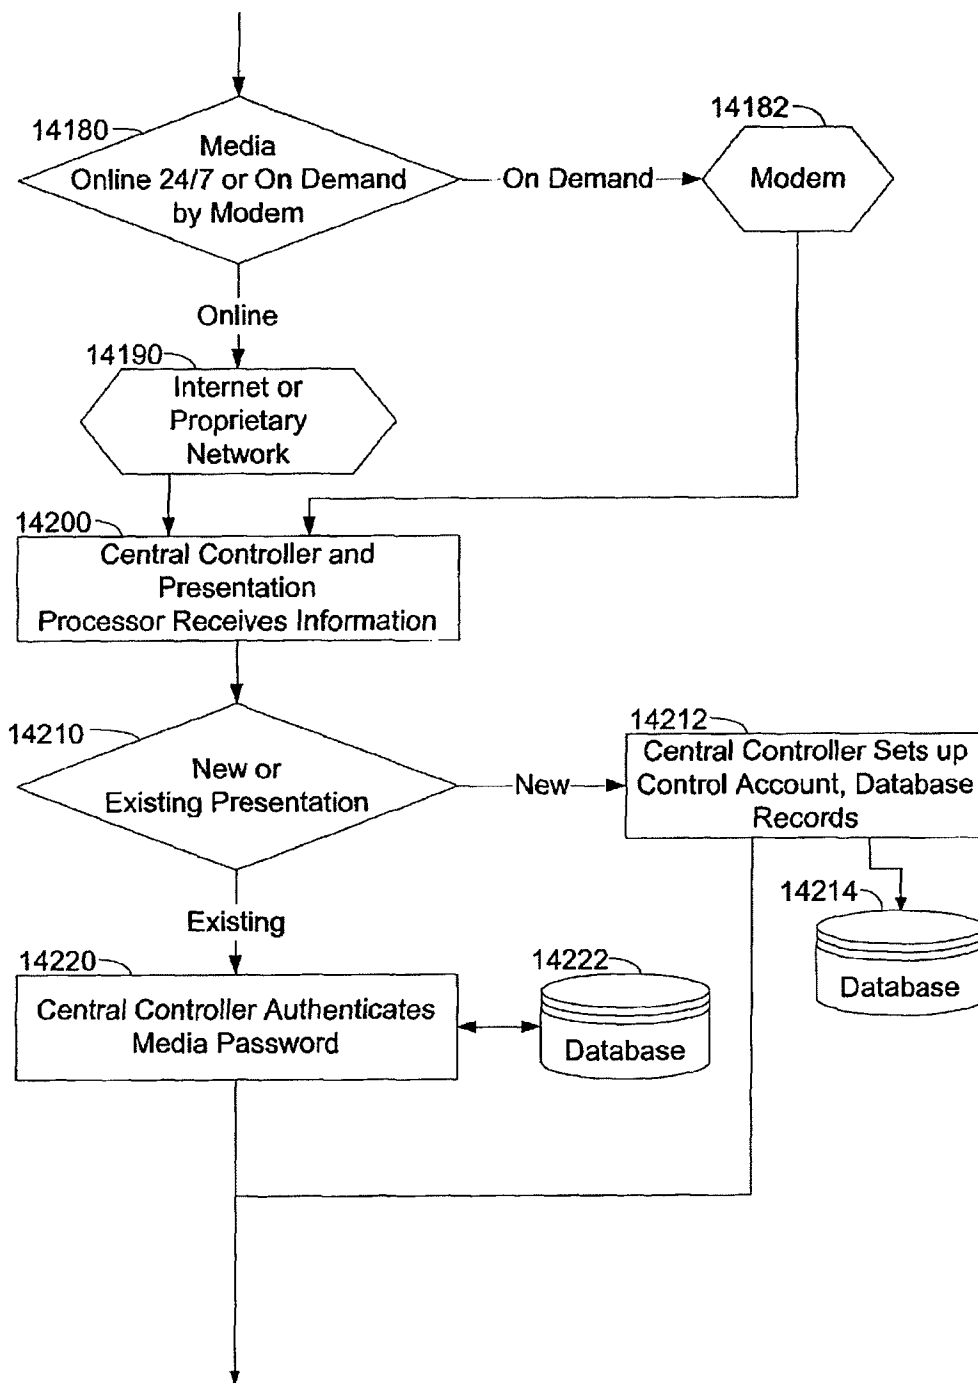 14180
Media
Online 24/7 or On Demand
by Modem
On Demand
14182
Modem
Online
14190
Internet or
Proprietary
Network
14200
Central Controller and
Presentation
Processor Receives Information
14210
New or
Existing Presentation
New
14212
Central Controller Sets up
Control Account, Database
Records
14214
Database
Existing
14220
Central Controller Authenticates
Media Password
14222
Database